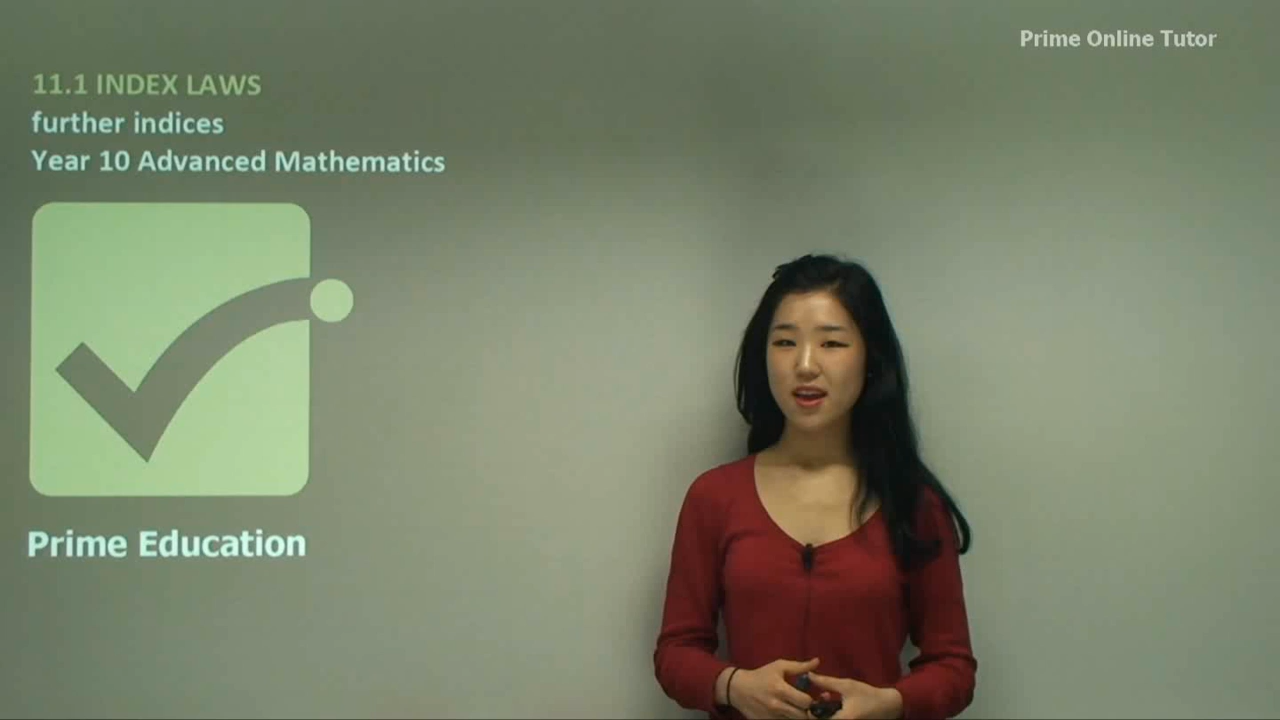 Prime Online Tutor
11.1 INDEX LAWS
further indices
Year 10 Advanced Mathematics
Prime Education